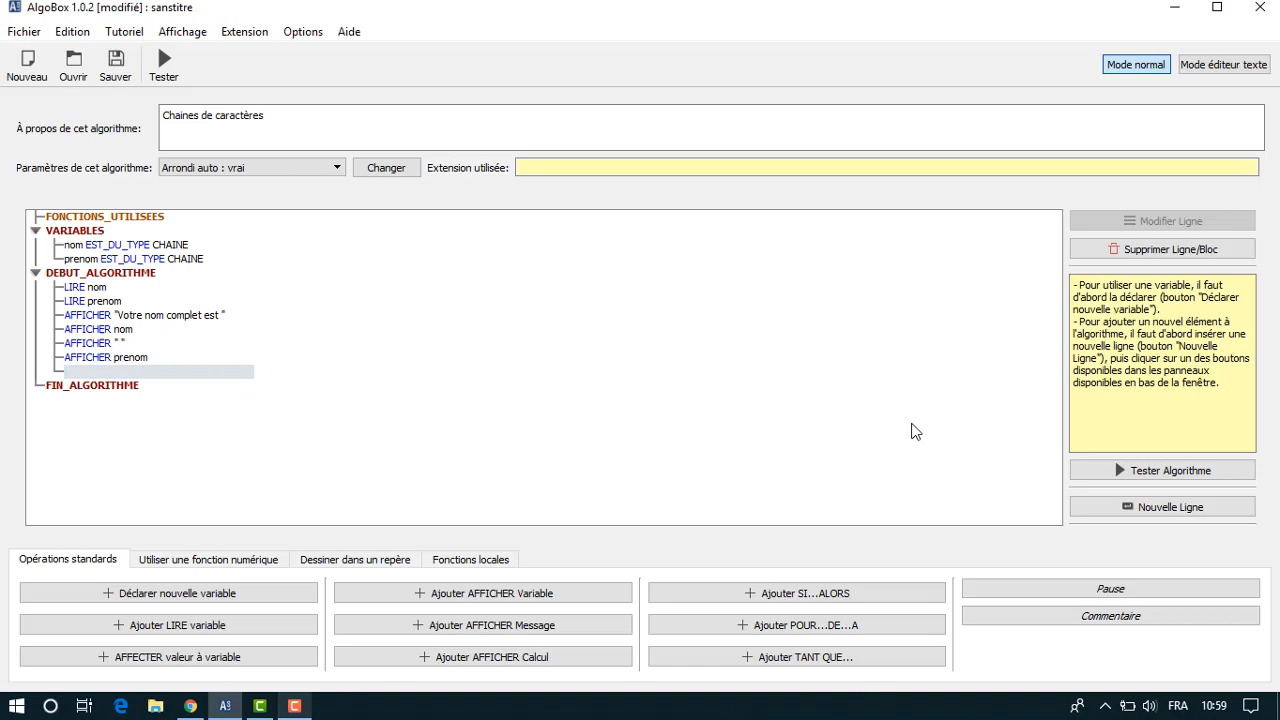 AlgoBox 1.0.2 [modifié] : sanstitre
Fichier Edition Tutoriel Affichage Extension Options Aide
Nouveau Ouvrir Sauver Tester
Mode normal Mode éditeur texte
À propos de cet algorithme:
Chaines de caractères
Paramètres de cet algorithme: Arrondi auto : vrai Changer Extension utilisée:
FONCTIONS_UTILISEES
VARIABLES
nom EST_DU_TYPE CHAINE
prenom EST_DU_TYPE CHAINE
DEBUT_ALGORITHME
LIRE nom
LIRE prenom
AFFICHER "Votre nom complet est "
AFFICHER nom
AFFICHER " "
AFFICHER prenom
FIN_ALGORITHME
Modifier Ligne
Supprimer Ligne/Bloc
- Pour utiliser une variable, il faut
d'abord la déclarer (bouton "Déclarer
nouvelle variable").
- Pour ajouter un nouvel élément à
l'algorithme, il faut d'abord insérer une
nouvelle ligne (bouton "Nouvelle
Ligne"), puis cliquer sur un des boutons
disponibles dans les panneaux
disponibles en bas de la fenêtre.
Tester Algorithme
Nouvelle Ligne
Opérations standards Utiliser une fonction numérique Dessiner dans un repère Fonctions locales
Déclarer nouvelle variable Ajouter AFFICHER Variable Ajouter SI...ALORS Pause
Ajouter LIRE variable Ajouter AFFICHER Message Ajouter POUR...DE...A Commentaire
AFFECTER valeur à variable Ajouter AFFICHER Calcul Ajouter TANT QUE...
FRA 10:59